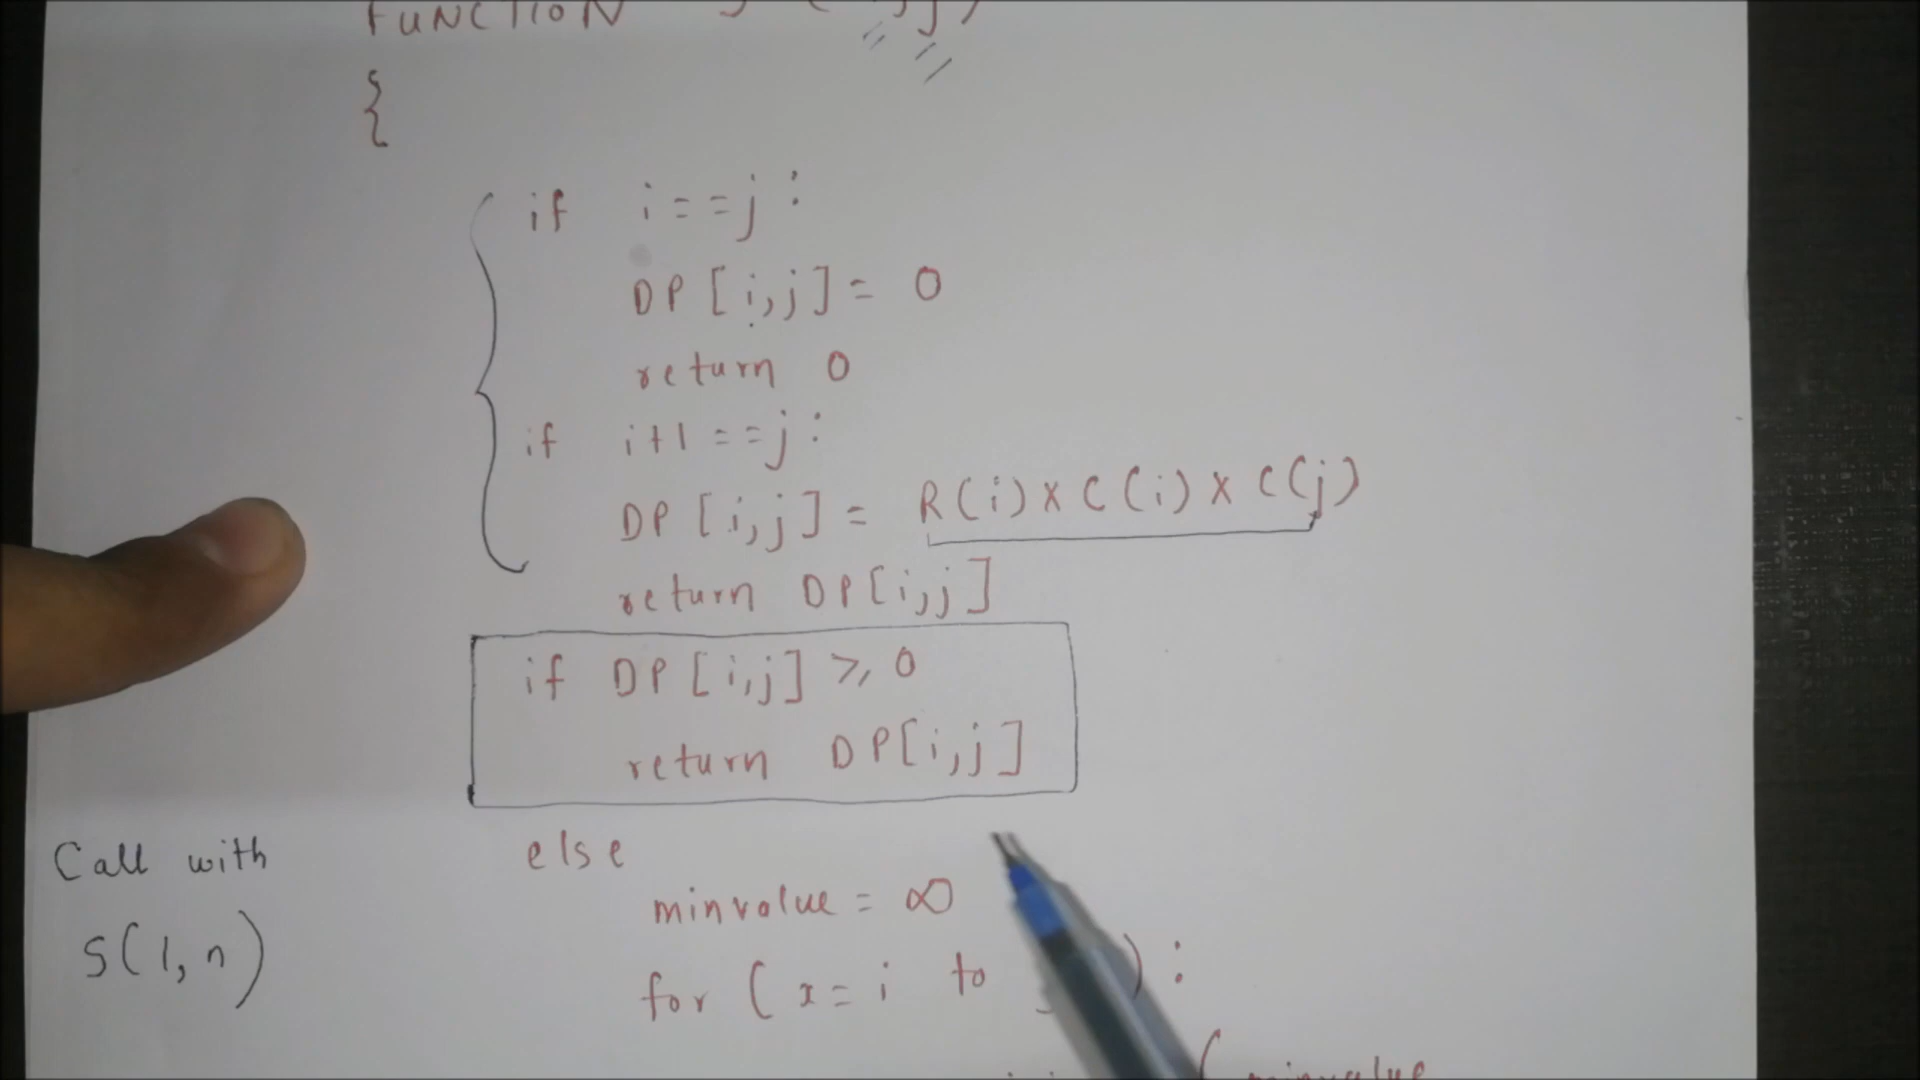 FUNCTION
{
if i==j :
DP [i,j] = 0
return 0
if i+1 ==j :
DP [i,j] = R(i) x C(i) x C(j)
return DP[i,j]
if DP [i,j] ≥ 0
return DP[i,j]
else
minvalue = ∞
for ( x = i to ) :
minvalue
Call with
S(1,n)